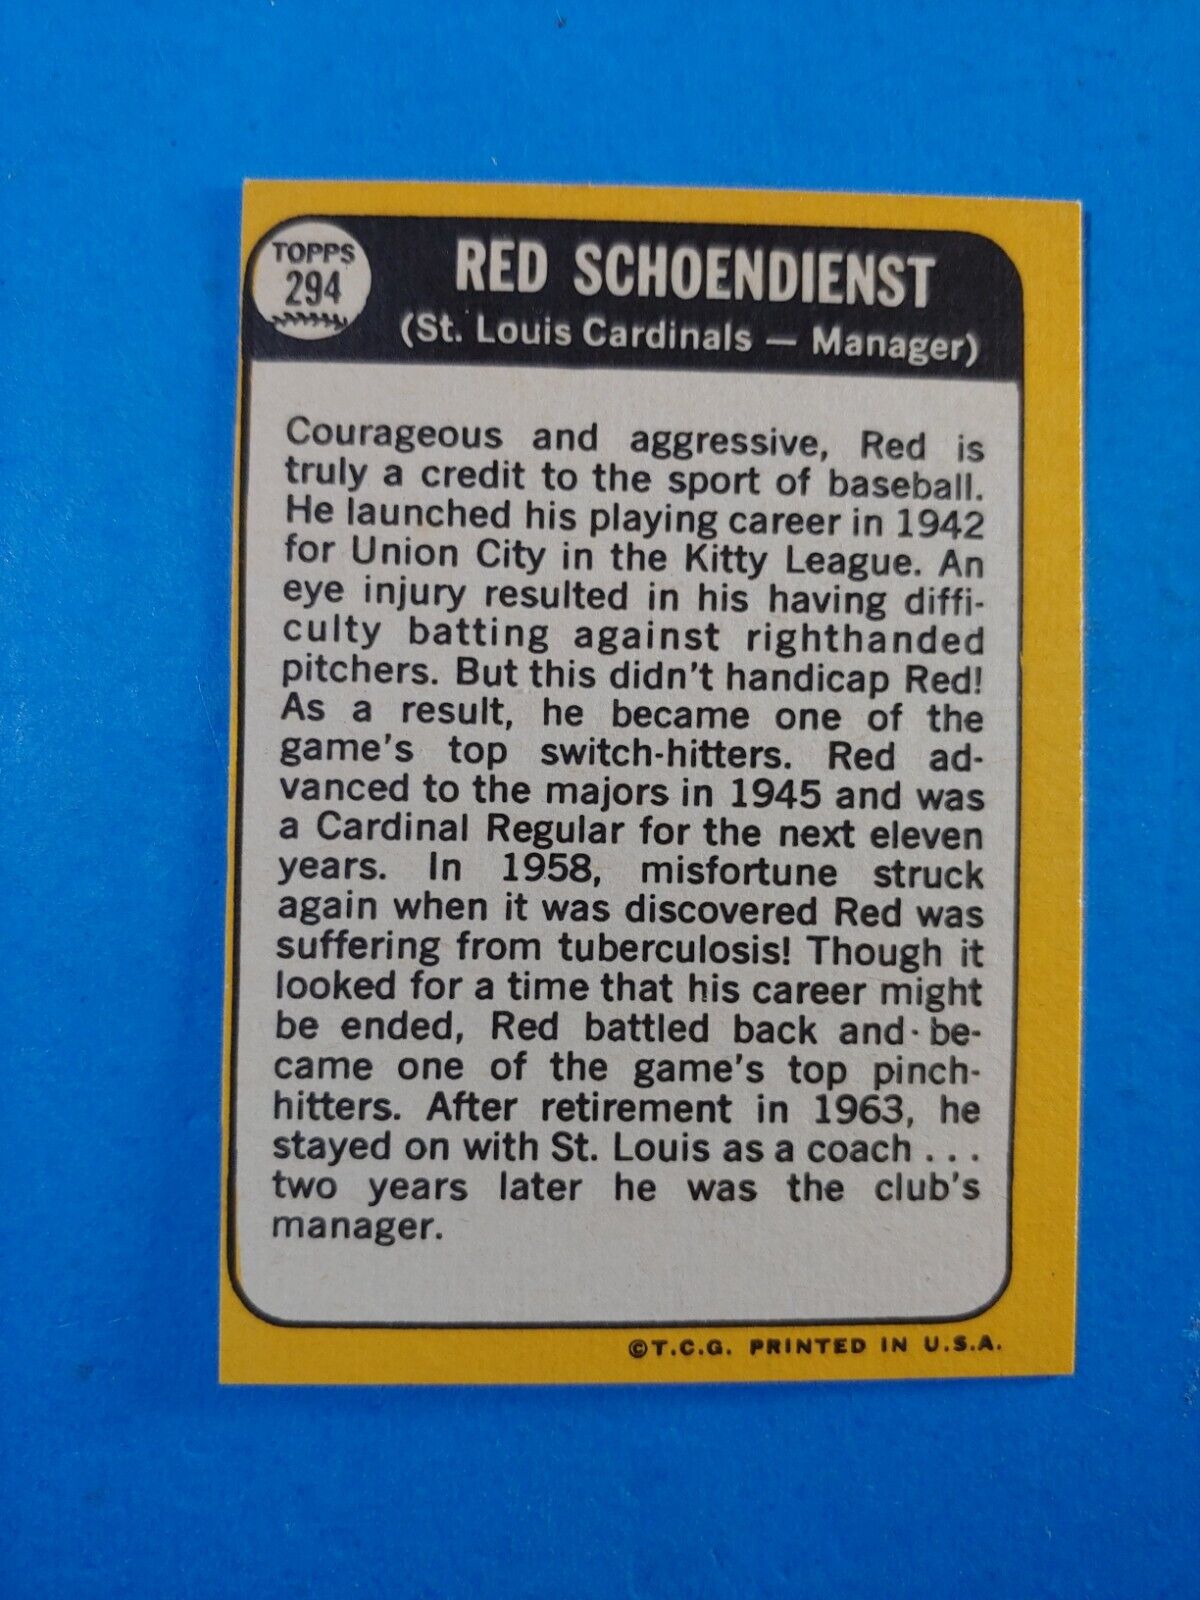 TOPPS
294
RED SCHOENDIENST
(St. Louis Cardinals — Manager)
Courageous and aggressive, Red is
truly a credit to the sport of baseball.
He launched his playing career in 1942
for Union City in the Kitty League. An
eye injury resulted in his having diffi-
culty batting against righthanded
pitchers. But this didn't handicap Red!
As a result, he became one of the
game's top switch-hitters. Red ad-
vanced to the majors in 1945 and was
a Cardinal Regular for the next eleven
years. In 1958, misfortune struck
again when it was discovered Red was
suffering from tuberculosis! Though it
looked for a time that his career might
be ended, Red battled back and be-
came one of the game's top pinch-
hitters. After retirement in 1963, he
stayed on with St. Louis as a coach . . .
two years later he was the club's
manager.
©T.C.G. PRINTED IN U.S.A.